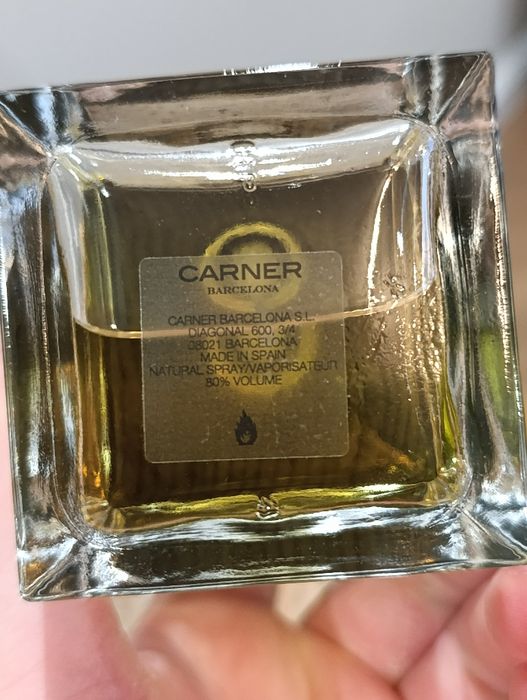 CARNER
BARCELONA
CARNER BARCELONA S.L.
DIAGONAL 600, 3/4
08021 BARCELONA
MADE IN SPAIN
NATURAL SPRAY/VAPORISATEUR
80% VOLUME